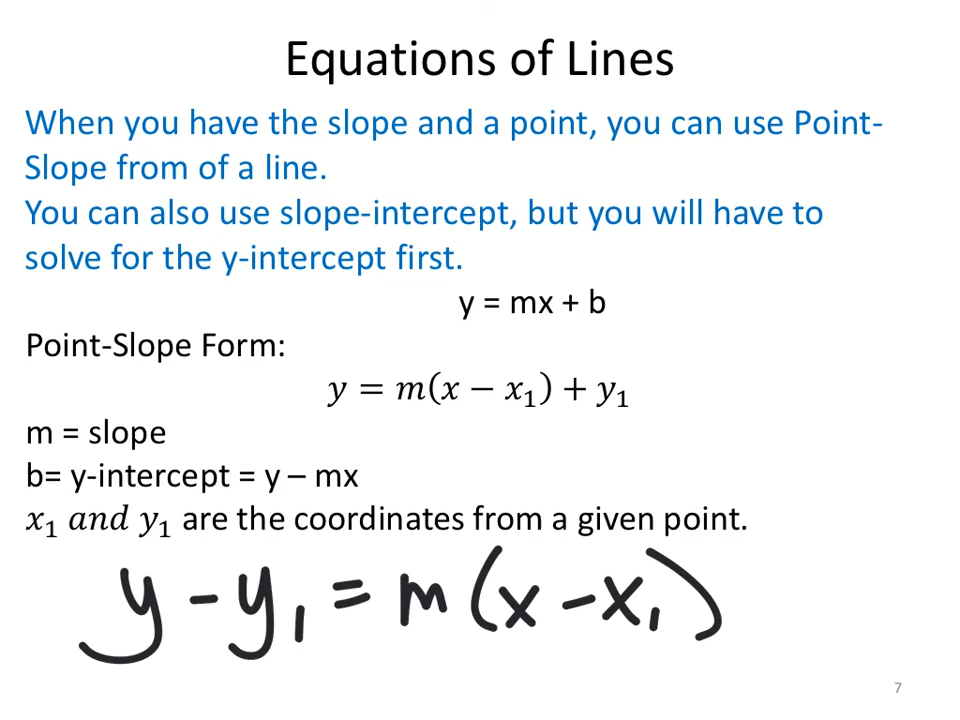 Equations of Lines
When you have the slope and a point, you can use Point-
Slope from of a line.
You can also use slope-intercept, but you will have to
solve for the y-intercept first.
y = mx + b
Point-Slope Form:
𝑦 = 𝑚(𝑥 − 𝑥₁) + 𝑦₁
m = slope
b= y-intercept = y – mx
𝑥₁ 𝑎𝑛𝑑 𝑦₁ are the coordinates from a given point.
y - y₁ = m(x - x₁)
7